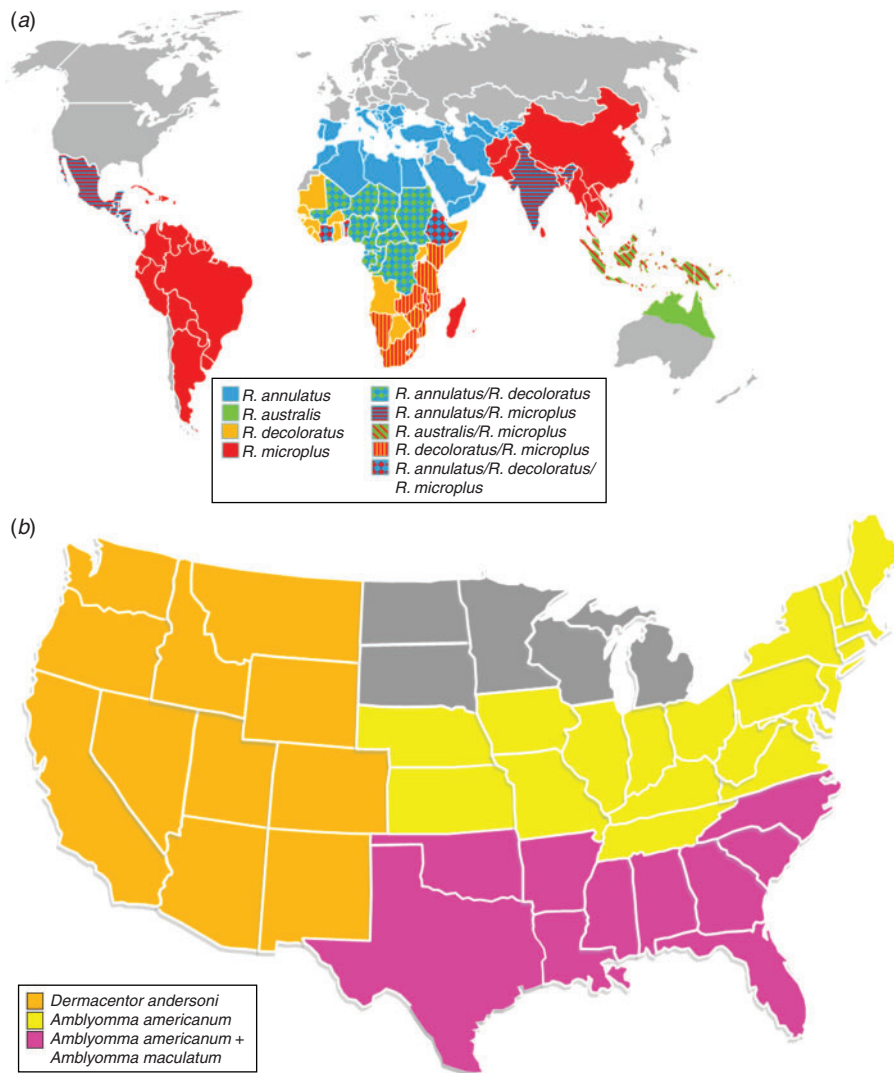 (a)
R. annulatus
R. australis
R. decoloratus
R. microplus
R. annulatus/R. decoloratus
R. annulatus/R. microplus
R. australis/R. microplus
R. decoloratus/R. microplus
R. annulatus/R. decoloratus/
R. microplus
(b)
Dermacentor andersoni
Amblyomma americanum
Amblyomma americanum +
Amblyomma maculatum